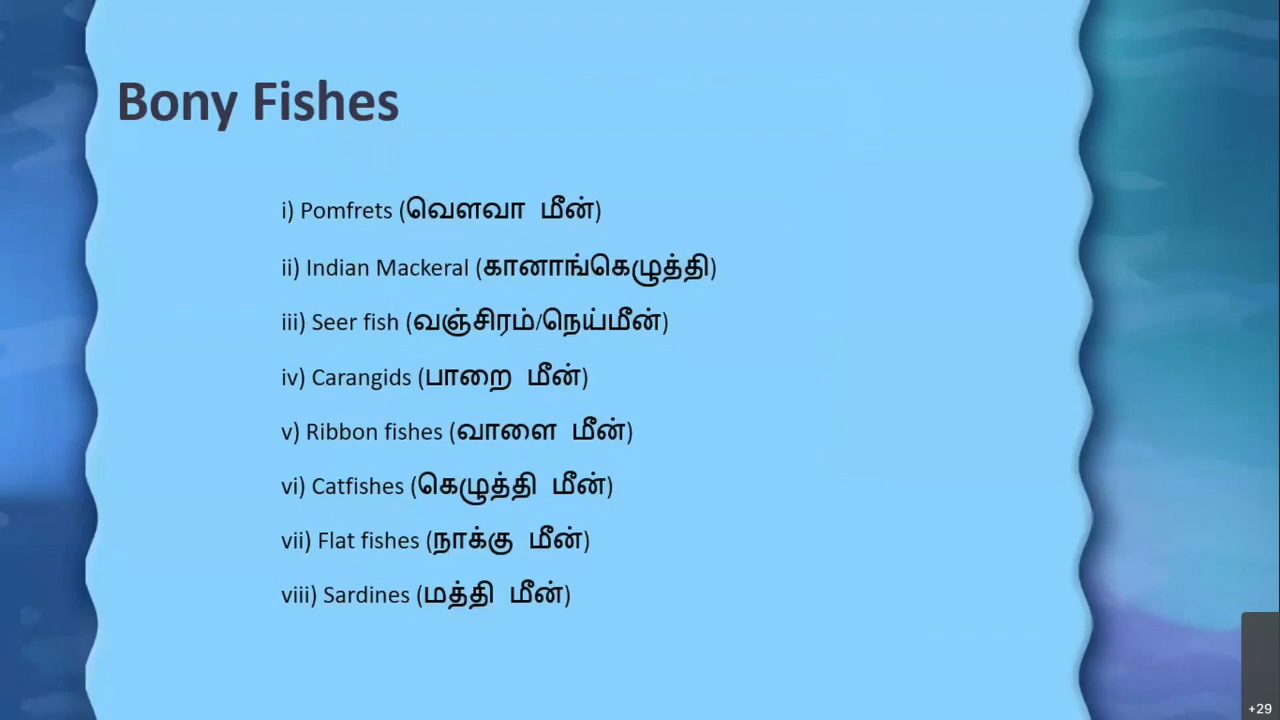 Bony Fishes
i) Pomfrets (வௌவா மீன்)
ii) Indian Mackeral (கானாங்கெழுத்தி)
iii) Seer fish (வஞ்சிரம்/நெய்மீன்)
iv) Carangids (பாறை மீன்)
v) Ribbon fishes (வாளை மீன்)
vi) Catfishes (கெழுத்தி மீன்)
vii) Flat fishes (நாக்கு மீன்)
viii) Sardines (மத்தி மீன்)
+29